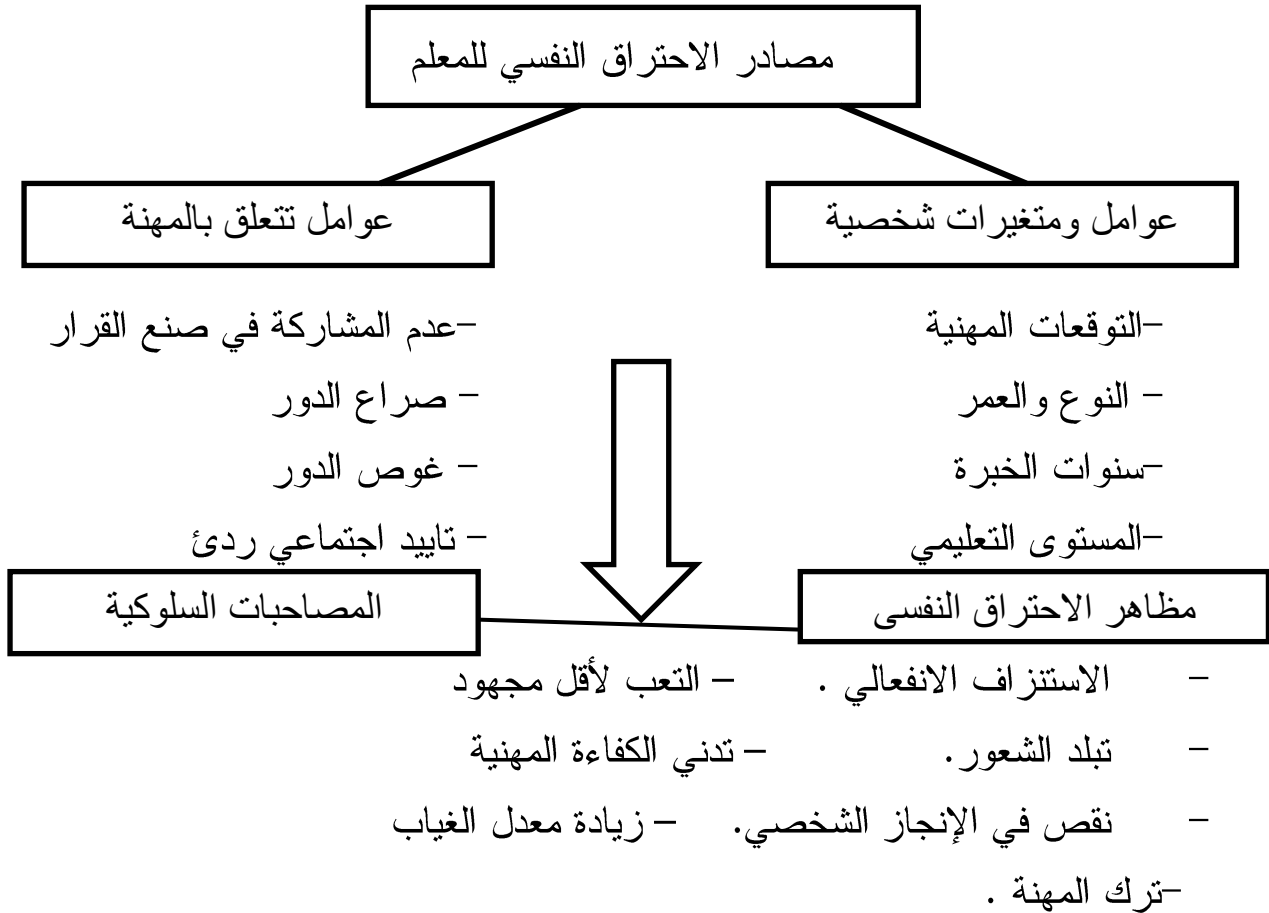 مصادر الاحتراق النفسي للمعلم
عوامل ومتغيرات شخصية
عوامل تتعلق بالمهنة
–التوقعات المهنية
–عدم المشاركة في صنع القرار
– النوع والعمر
– صراع الدور
–سنوات الخبرة
– غوص الدور
–المستوى التعليمي
– تاييد اجتماعي ردئ
مظاهر الاحتراق النفسى
المصاحبات السلوكية
– الاستنزاف الانفعالي . – التعب لأقل مجهود
– تبلد الشعور. – تدني الكفاءة المهنية
– نقص في الإنجاز الشخصي. – زيادة معدل الغياب
–ترك المهنة .